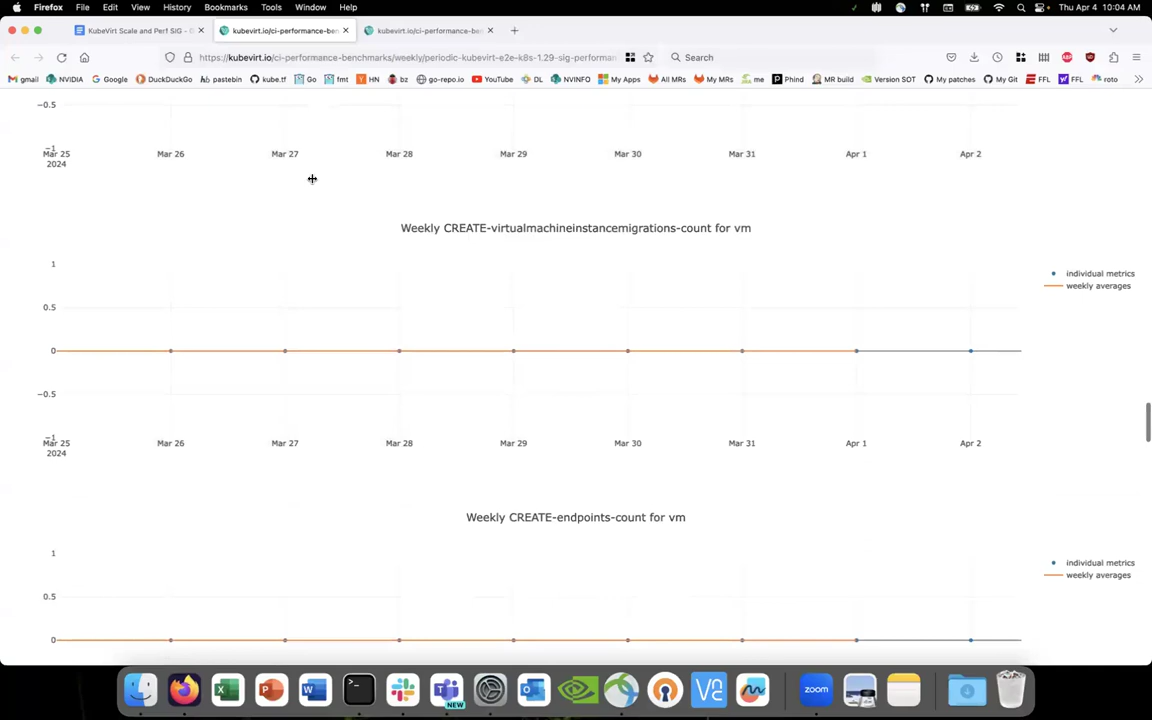 Firefox File Edit View History Bookmarks Tools Window Help Thu Apr 4 10:04 AM
KubeVirt Scale and Perf SIG - G kubevirt.io/ci-performance-ben kubevirt.io/ci-performance-ben
https://kubevirt.io/ci-performance-benchmarks/weekly/periodic-kubevirt-e2e-k8s-1.29-sig-performan Search
gmail NVIDIA Google DuckDuckGo pastebin kube.tf Go fmt HN bz go-repo.io YouTube DL NVINFO My Apps All MRs My MRs Phind MR build Version SOT My patches My Git FFL FFL roto
−0.5
−1
Mar 25 Mar 26 Mar 27 Mar 28 Mar 29 Mar 30 Mar 31 Apr 1 Apr 2
2024
Weekly CREATE-virtualmachineinstancemigrations-count for vm
1
individual metrics
weekly averages
0.5
0
−0.5
−1
Mar 25 Mar 26 Mar 27 Mar 28 Mar 29 Mar 30 Mar 31 Apr 1 Apr 2
2024
Weekly CREATE-endpoints-count for vm
1
individual metrics
weekly averages
0.5
0
NEW
zoom